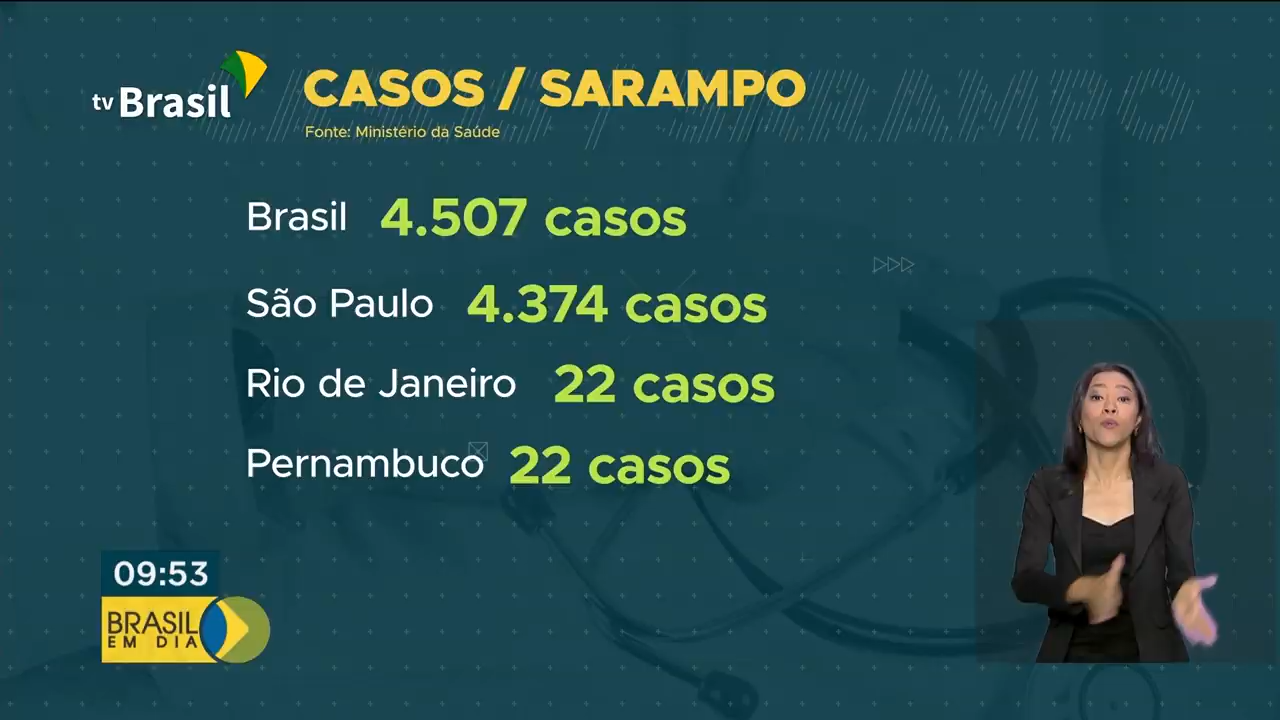 tv Brasil
CASOS / SARAMPO
Fonte: Ministério da Saúde
Brasil 4.507 casos
São Paulo 4.374 casos
Rio de Janeiro 22 casos
Pernambuco 22 casos
09:53
BRASIL
EM DIA